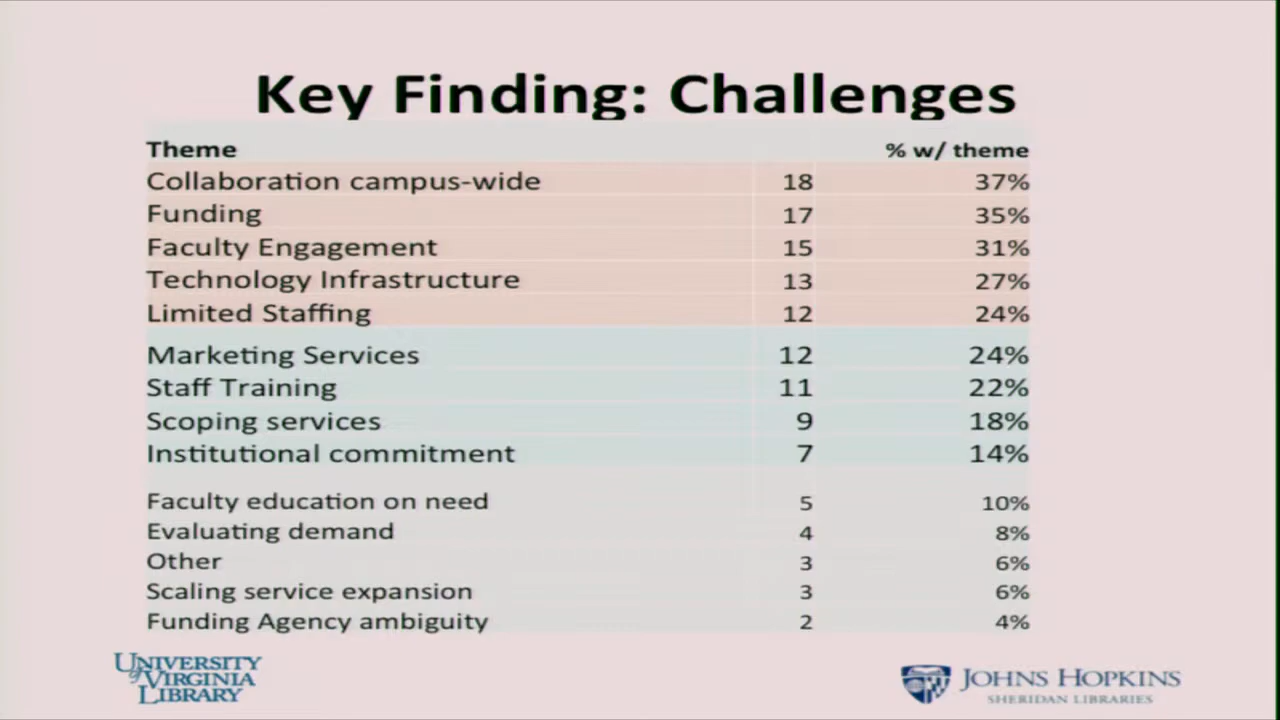 Key Finding: Challenges
Theme % w/ theme
Collaboration campus-wide 18 37%
Funding 17 35%
Faculty Engagement 15 31%
Technology Infrastructure 13 27%
Limited Staffing 12 24%
Marketing Services 12 24%
Staff Training 11 22%
Scoping services 9 18%
Institutional commitment 7 14%
Faculty education on need 5 10%
Evaluating demand 4 8%
Other 3 6%
Scaling service expansion 3 6%
Funding Agency ambiguity 2 4%
UNIVERSITY
of VIRGINIA
LIBRARY
JOHNS HOPKINS
SHERIDAN LIBRARIES